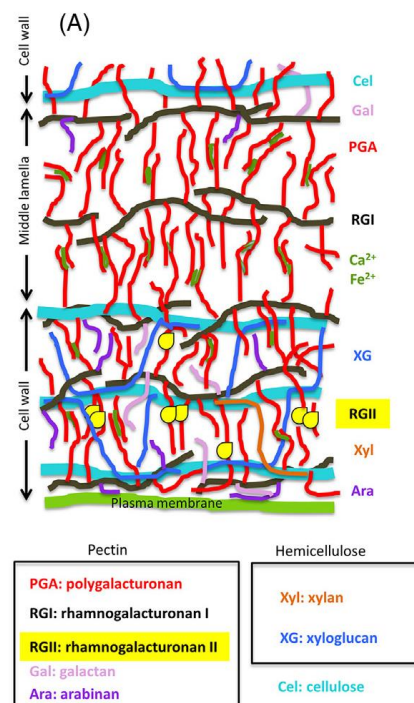 (A)
Cell wall
Middle lamella
Cell wall
Cel
Gal
PGA
RGI
Ca²⁺
Fe²⁺
XG
RGII
Xyl
Ara
Plasma membrane
Pectin
PGA: polygalacturonan
RGI: rhamnogalacturonan I
RGII: rhamnogalacturonan II
Gal: galactan
Ara: arabinan
Hemicellulose
Xyl: xylan
XG: xyloglucan
Cel: cellulose